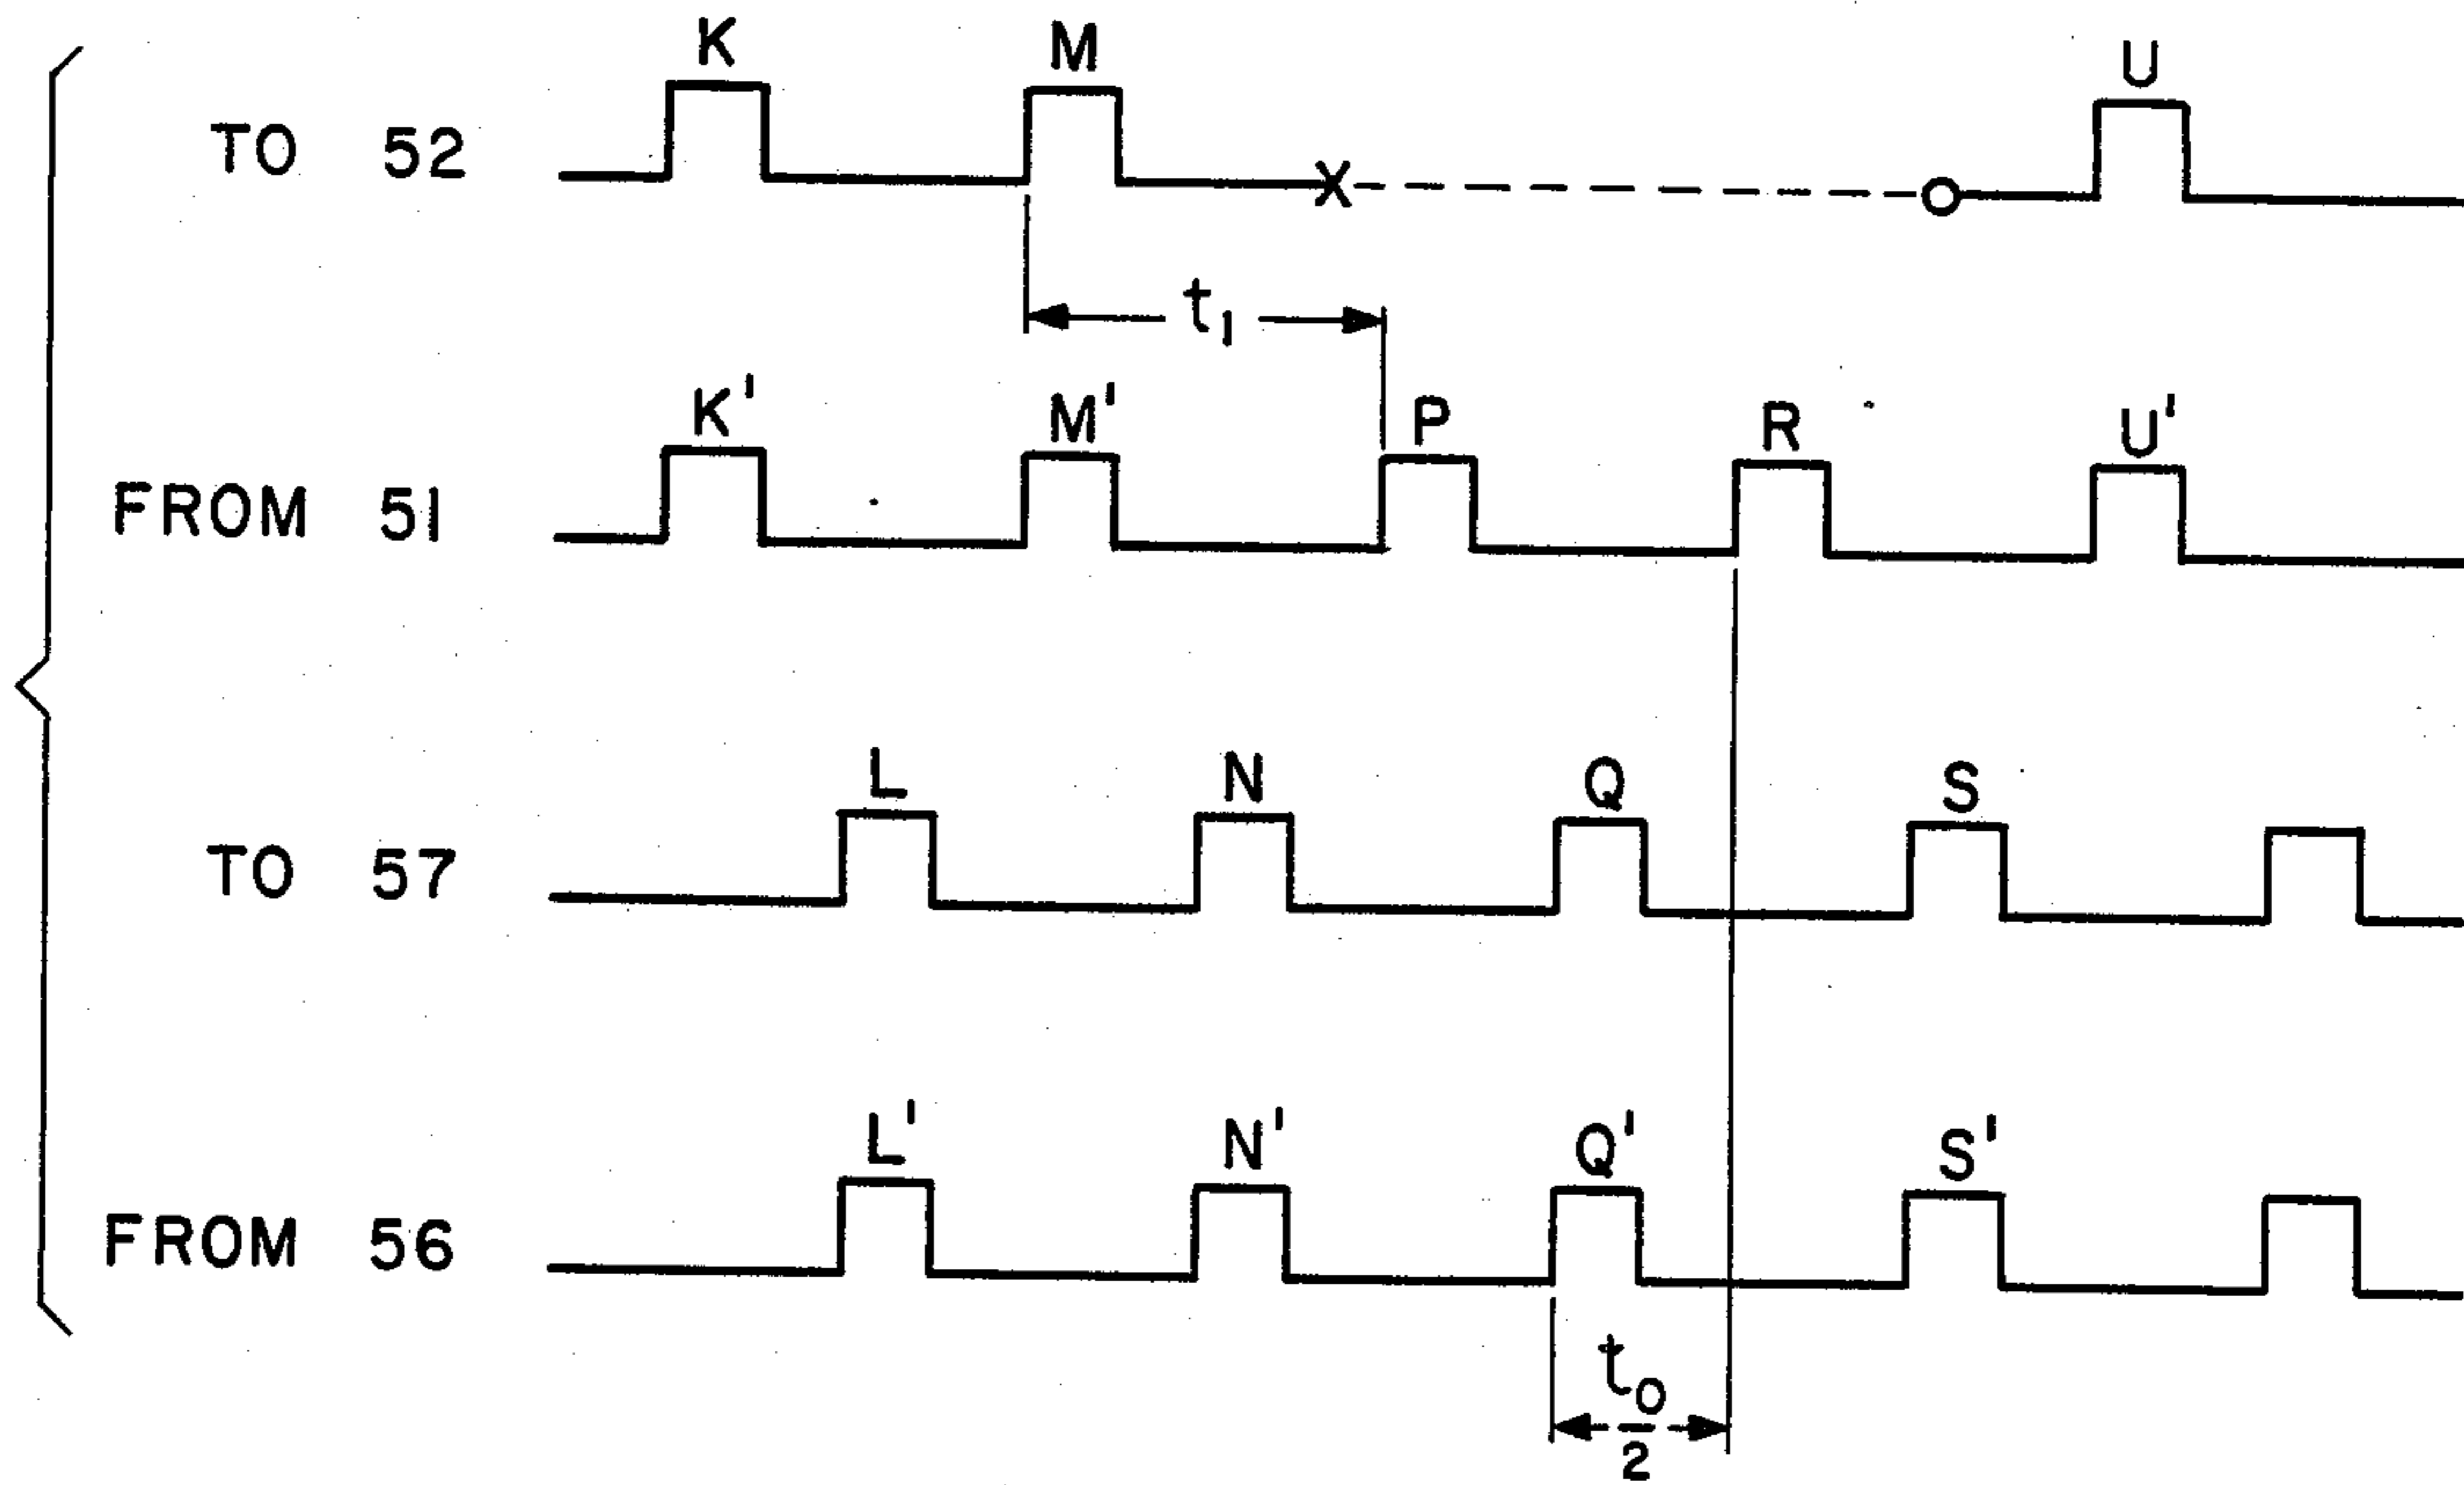 K M U
TO 52 X
t₁
K' M' P R U'
FROM 51
L N Q S
TO 57
L' N' Q' S'
FROM 56
t₀
2